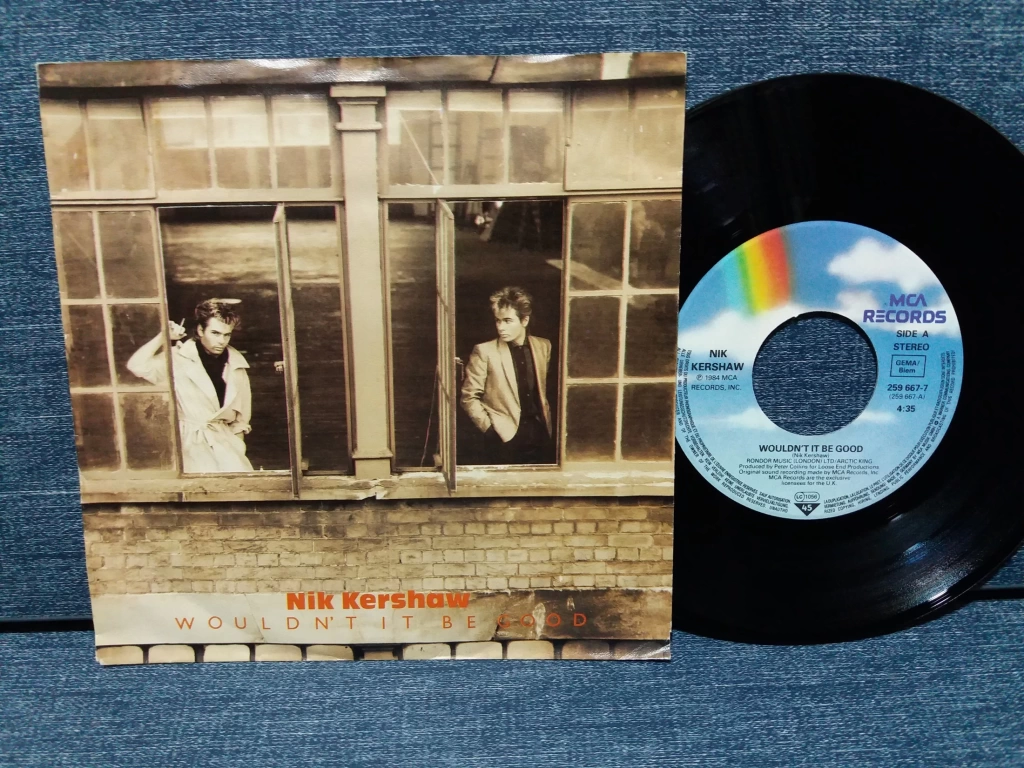 Nik Kershaw
WOULDN'T IT BE GOOD
MCA
RECORDS
SIDE A
STEREO
NIK
KERSHAW
℗ 1984 MCA
RECORDS, INC.
GEMA/
Biem
259 667-7
(259 667-A)
4:35
WOULDN'T IT BE GOOD
(Nik Kershaw)
RONDOR MUSIC (LONDON) LTD/ARCTIC KING
Produced by Peter Collins for Loose End Productions
Original sound recording made by MCA Records, Inc
MCA Records are the exclusive
licensees for the U.K.
LC 1056
45